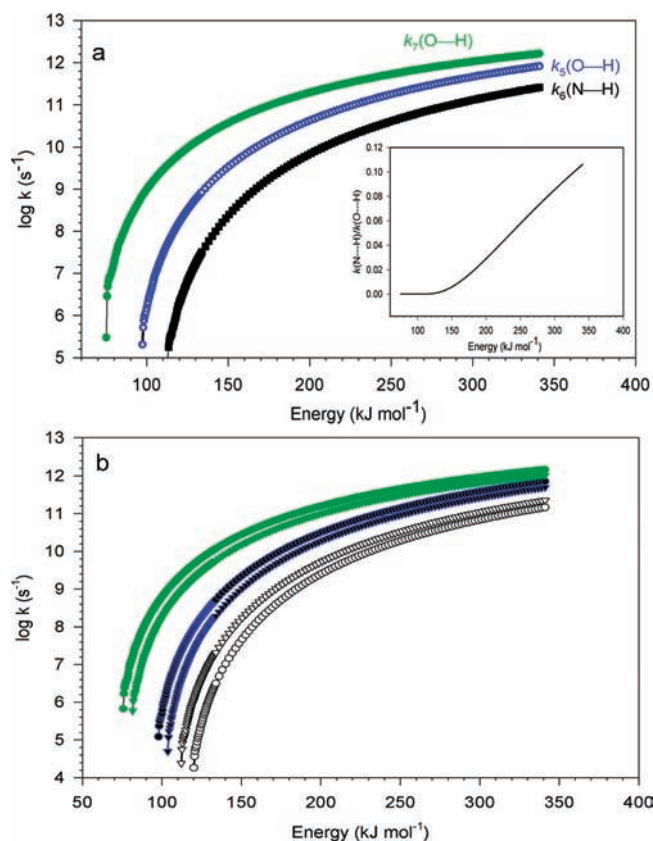 a
13
12
11
10
9
8
7
6
5
log k (s⁻¹)
k₇(O—H)
k₅(O—H)
k₆(N—H)
0.12
0.10
0.08
0.06
0.04
0.02
0.00
k(N---H)/k(O---H)
100 150 200 250 300 350 400
Energy (kJ mol⁻¹)
100 150 200 250 300 350 400
Energy (kJ mol⁻¹)
b
13
12
11
10
9
8
7
6
5
4
log k (s⁻¹)
50 100 150 200 250 300 350 400
Energy (kJ mol⁻¹)